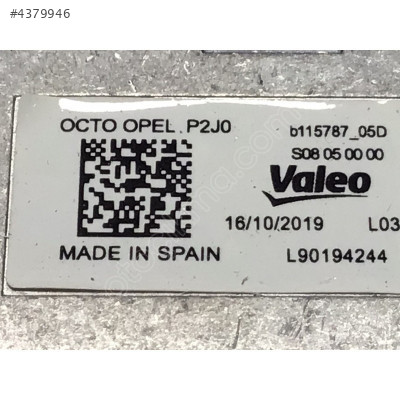 #4379946
OCTO OPEL P2J0
b115787_05D
S08 05 00 00
Valeo
16/10/2019 L03
MADE IN SPAIN
L90194244